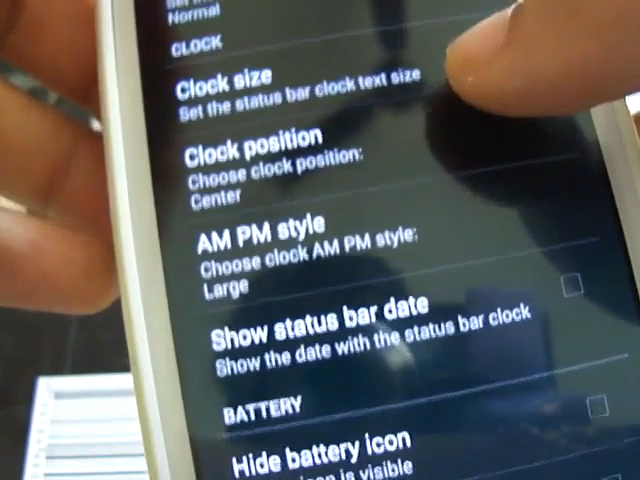 Normal
CLOCK
Clock size
Set the status bar clock text size
Clock position
Choose clock position:
Center
AM PM style
Choose clock AM PM style:
Large
Show status bar date
Show the date with the status bar clock
BATTERY
Hide battery icon
icon is visible